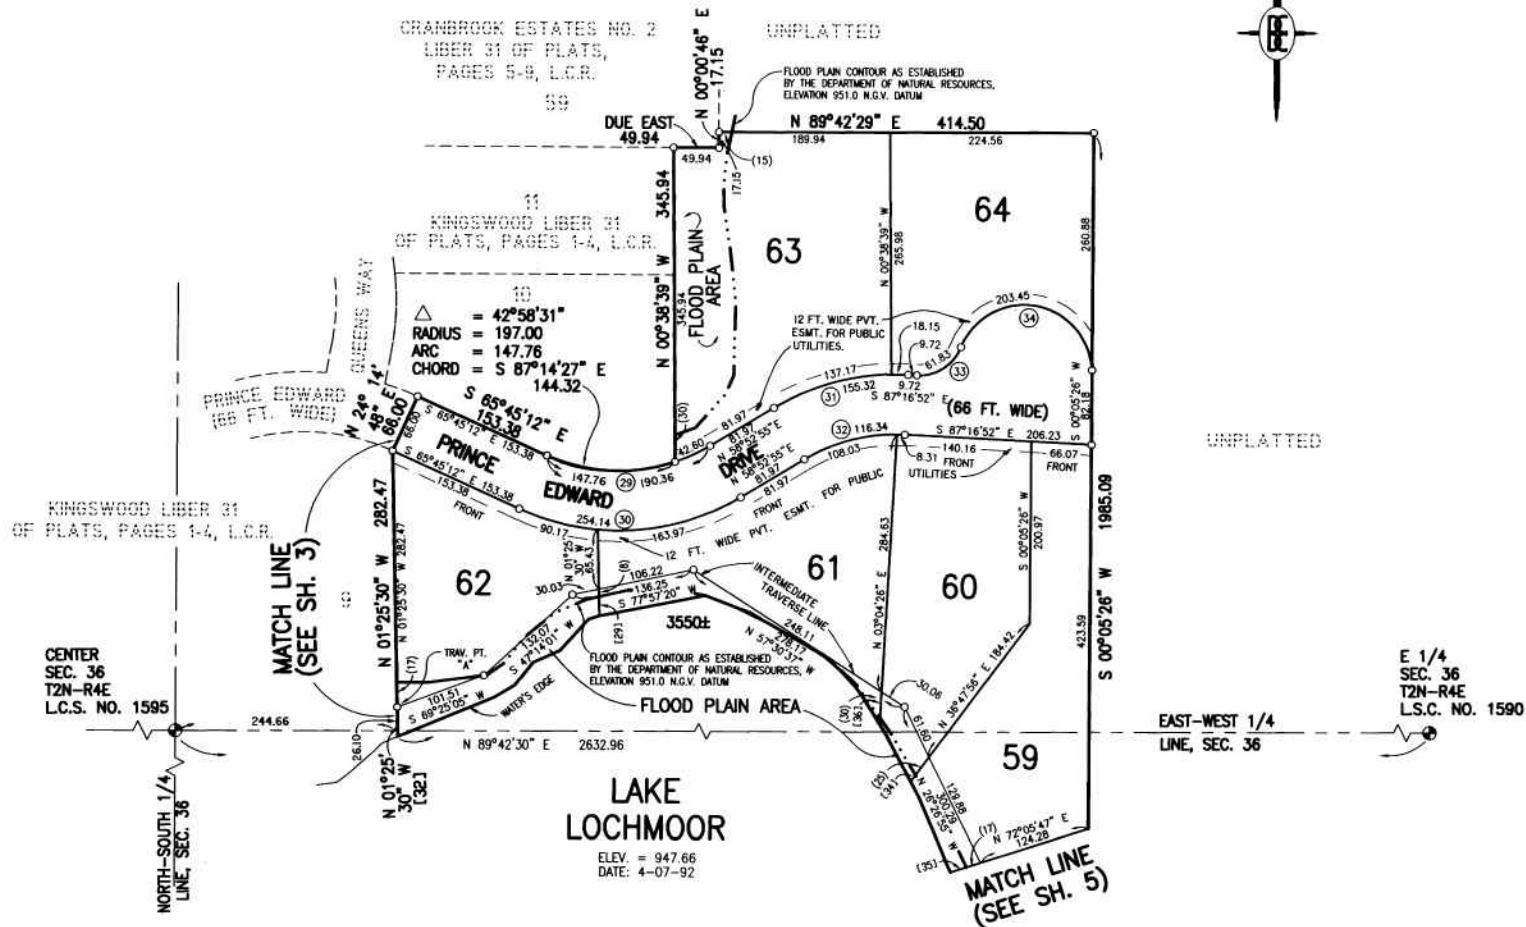 CRANBROOK ESTATES NO. 2
LIBER 31 OF PLATS,
PAGES 5-9, L.C.R.
59
UNPLATTED
N 00°00'46" E
17.15
FLOOD PLAIN CONTOUR AS ESTABLISHED
BY THE DEPARTMENT OF NATURAL RESOURCES,
ELEVATION 951.0 N.G.V. DATUM
DUE EAST
49.94
49.94
N 89°42'29" E 414.50
189.94
224.56
(15)
17.15
11
KINGSWOOD LIBER 31
OF PLATS, PAGES 1-4, L.C.R.
N 00°38'39" W 345.94
345.94
FLOOD PLAIN
AREA
63
64
N 00°38'39" W
265.98
260.88
QUEENS WAY
10
△ = 42°58'31"
RADIUS = 197.00
ARC = 147.76
CHORD = S 87°14'27" E
144.32
12 FT. WIDE PVT.
ESMT. FOR PUBLIC
UTILITIES.
203.45
34
18.15
9.72
61.83
33
PRINCE EDWARD
(66 FT. WIDE)
N 24° 14'
48" E
66.00
66.00
S 65°45'12" E
153.38
S 65°45'12" E 153.38
PRINCE
EDWARD
DRIVE
(66 FT. WIDE)
S 65°45'12" E 153.38
153.38
FRONT
147.76
29
190.36
42.60
(30)
81.97
81.97
N 58°52'55"E
N 58°52'55"E
81.97
81.97
137.17
155.32
31
9.72
S 87°16'52" E
32
116.34
108.03
8.31
S 87°16'52" E 206.23
140.16
66.07
FRONT
UTILITIES
FRONT
S 00°05'26" W
82.18
UNPLATTED
KINGSWOOD LIBER 31
OF PLATS, PAGES 1-4, L.C.R.
9
MATCH LINE
(SEE SH. 3)
N 01°25'30" W 282.47
N 01°25'30" W 282.47
90.17
254.14
30
163.97
FRONT
12 FT. WIDE PVT. ESMT. FOR PUBLIC
62
61
60
59
N 01°25'
30" W
65.43
(6)
30.03
106.22
136.25
S 77°57'20" W
[29]
INTERMEDIATE
TRAVERSE LINE
248.11
278.17
N 57°30'37" W
3550±
N 03°04'26" E 284.63
S 00°05'26" W
200.97
S 00°05'26" W 1985.09
423.59
N 36°47'56" E 184.42
132.07
S 47°14'01" W
TRAV. PT.
"A"
(17)
101.51
S 69°25'05" W
WATER'S EDGE
FLOOD PLAIN CONTOUR AS ESTABLISHED
BY THE DEPARTMENT OF NATURAL RESOURCES,
ELEVATION 951.0 N.G.V. DATUM
FLOOD PLAIN AREA
30.06
(30)
[36]
61.60
CENTER
SEC. 36
T2N-R4E
L.C.S. NO. 1595
244.66
26.10
N 89°42'30" E 2632.96
EAST-WEST 1/4
LINE, SEC. 36
E 1/4
SEC. 36
T2N-R4E
L.S.C. NO. 1590
NORTH-SOUTH 1/4
LINE, SEC. 36
N 01°25'
30" W
[32]
LAKE
LOCHMOOR
ELEV. = 947.66
DATE: 4-07-92
(25)
[34]
129.88
300.29
N 26°26'55" W
(17)
N 72°05'47" E
124.28
[35]
MATCH LINE
(SEE SH. 5)